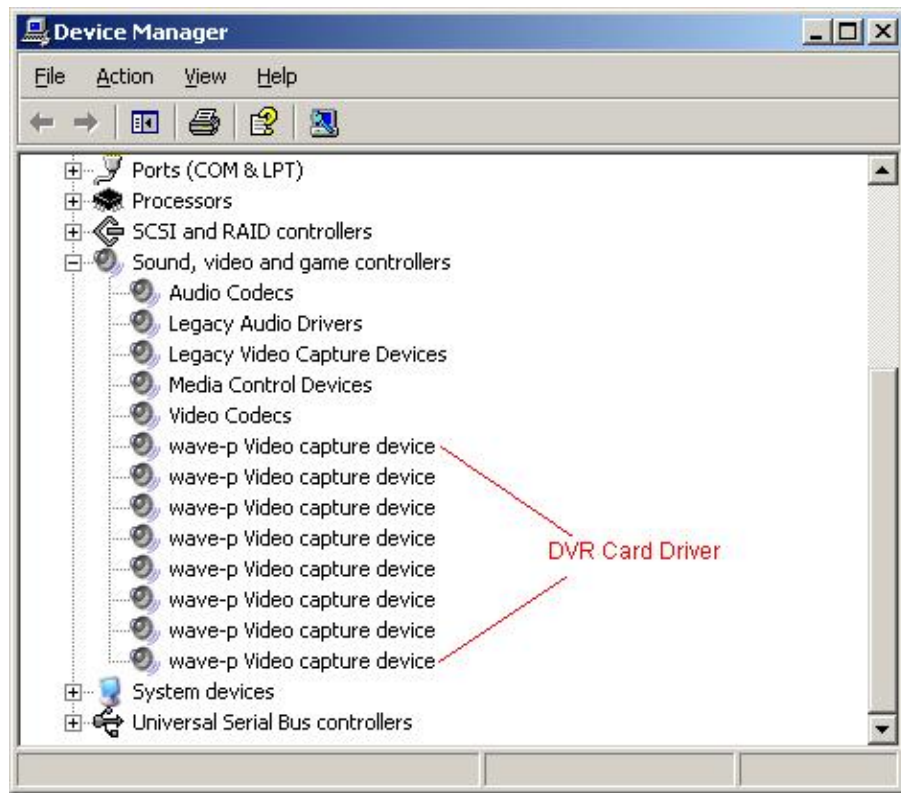 Device Manager
File Action View Help
Ports (COM & LPT)
Processors
SCSI and RAID controllers
Sound, video and game controllers
Audio Codecs
Legacy Audio Drivers
Legacy Video Capture Devices
Media Control Devices
Video Codecs
wave-p Video capture device
wave-p Video capture device
wave-p Video capture device
wave-p Video capture device
DVR Card Driver
wave-p Video capture device
wave-p Video capture device
wave-p Video capture device
wave-p Video capture device
System devices
Universal Serial Bus controllers